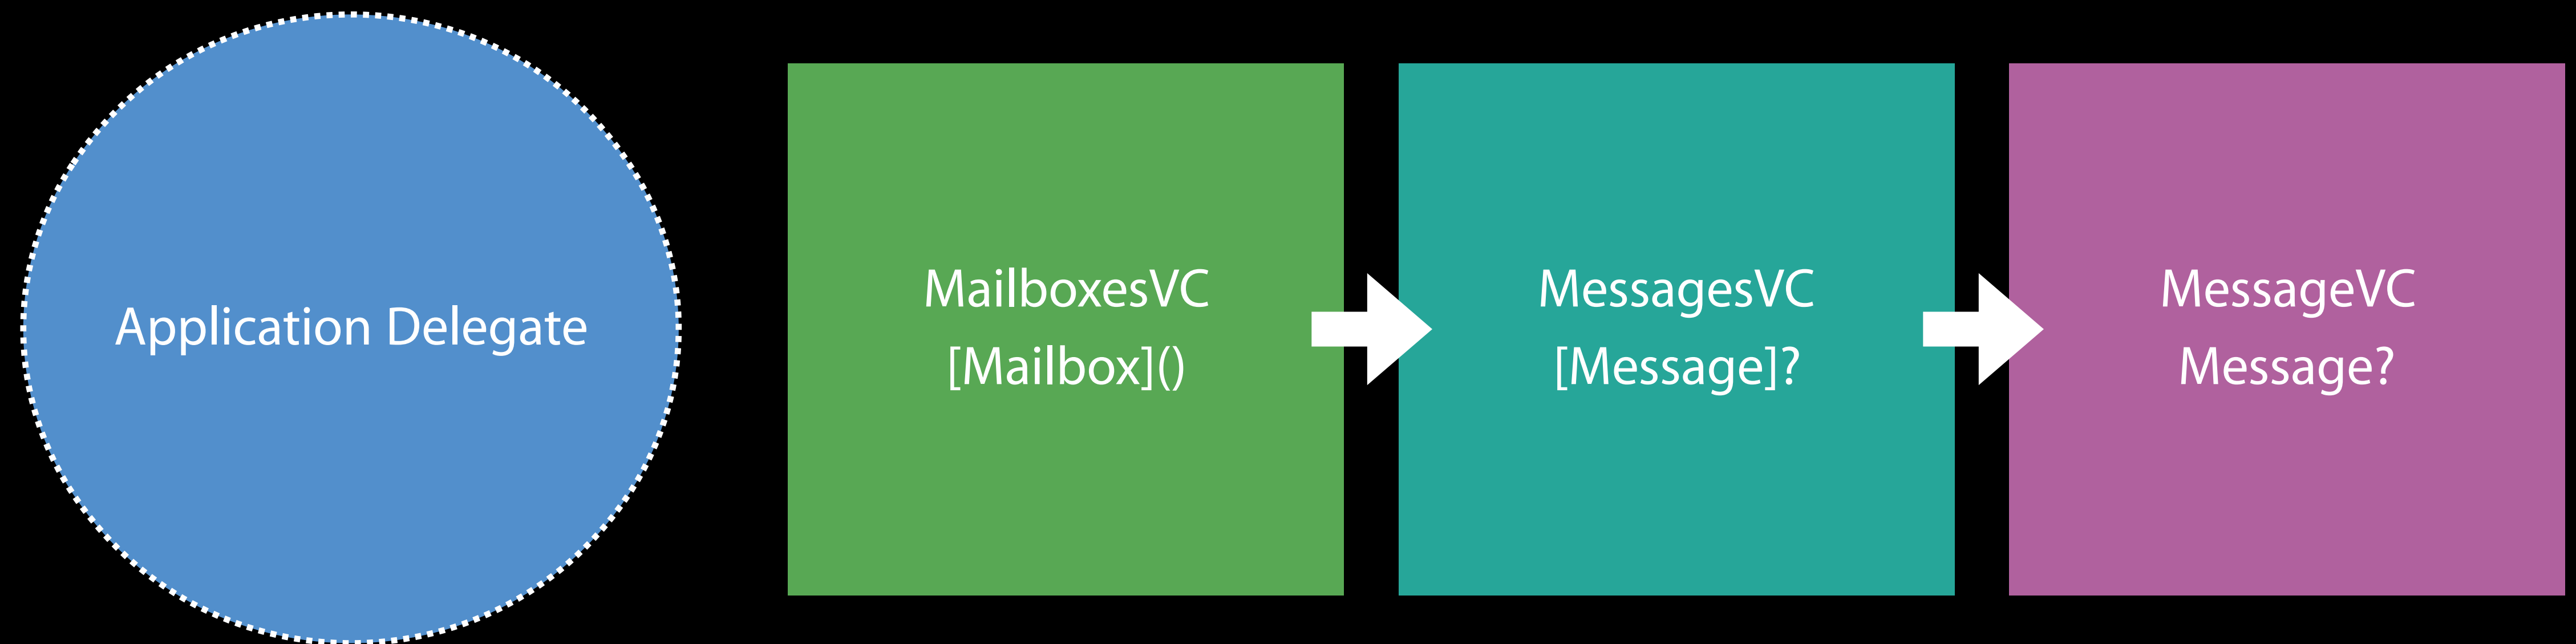 Application Delegate
MailboxesVC
[Mailbox]()
MessagesVC
[Message]?
MessageVC
Message?